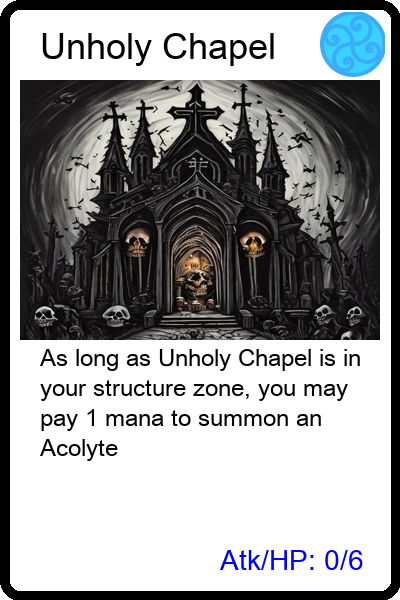 Unholy Chapel
As long as Unholy Chapel is in
your structure zone, you may
pay 1 mana to summon an
Acolyte
Atk/HP: 0/6